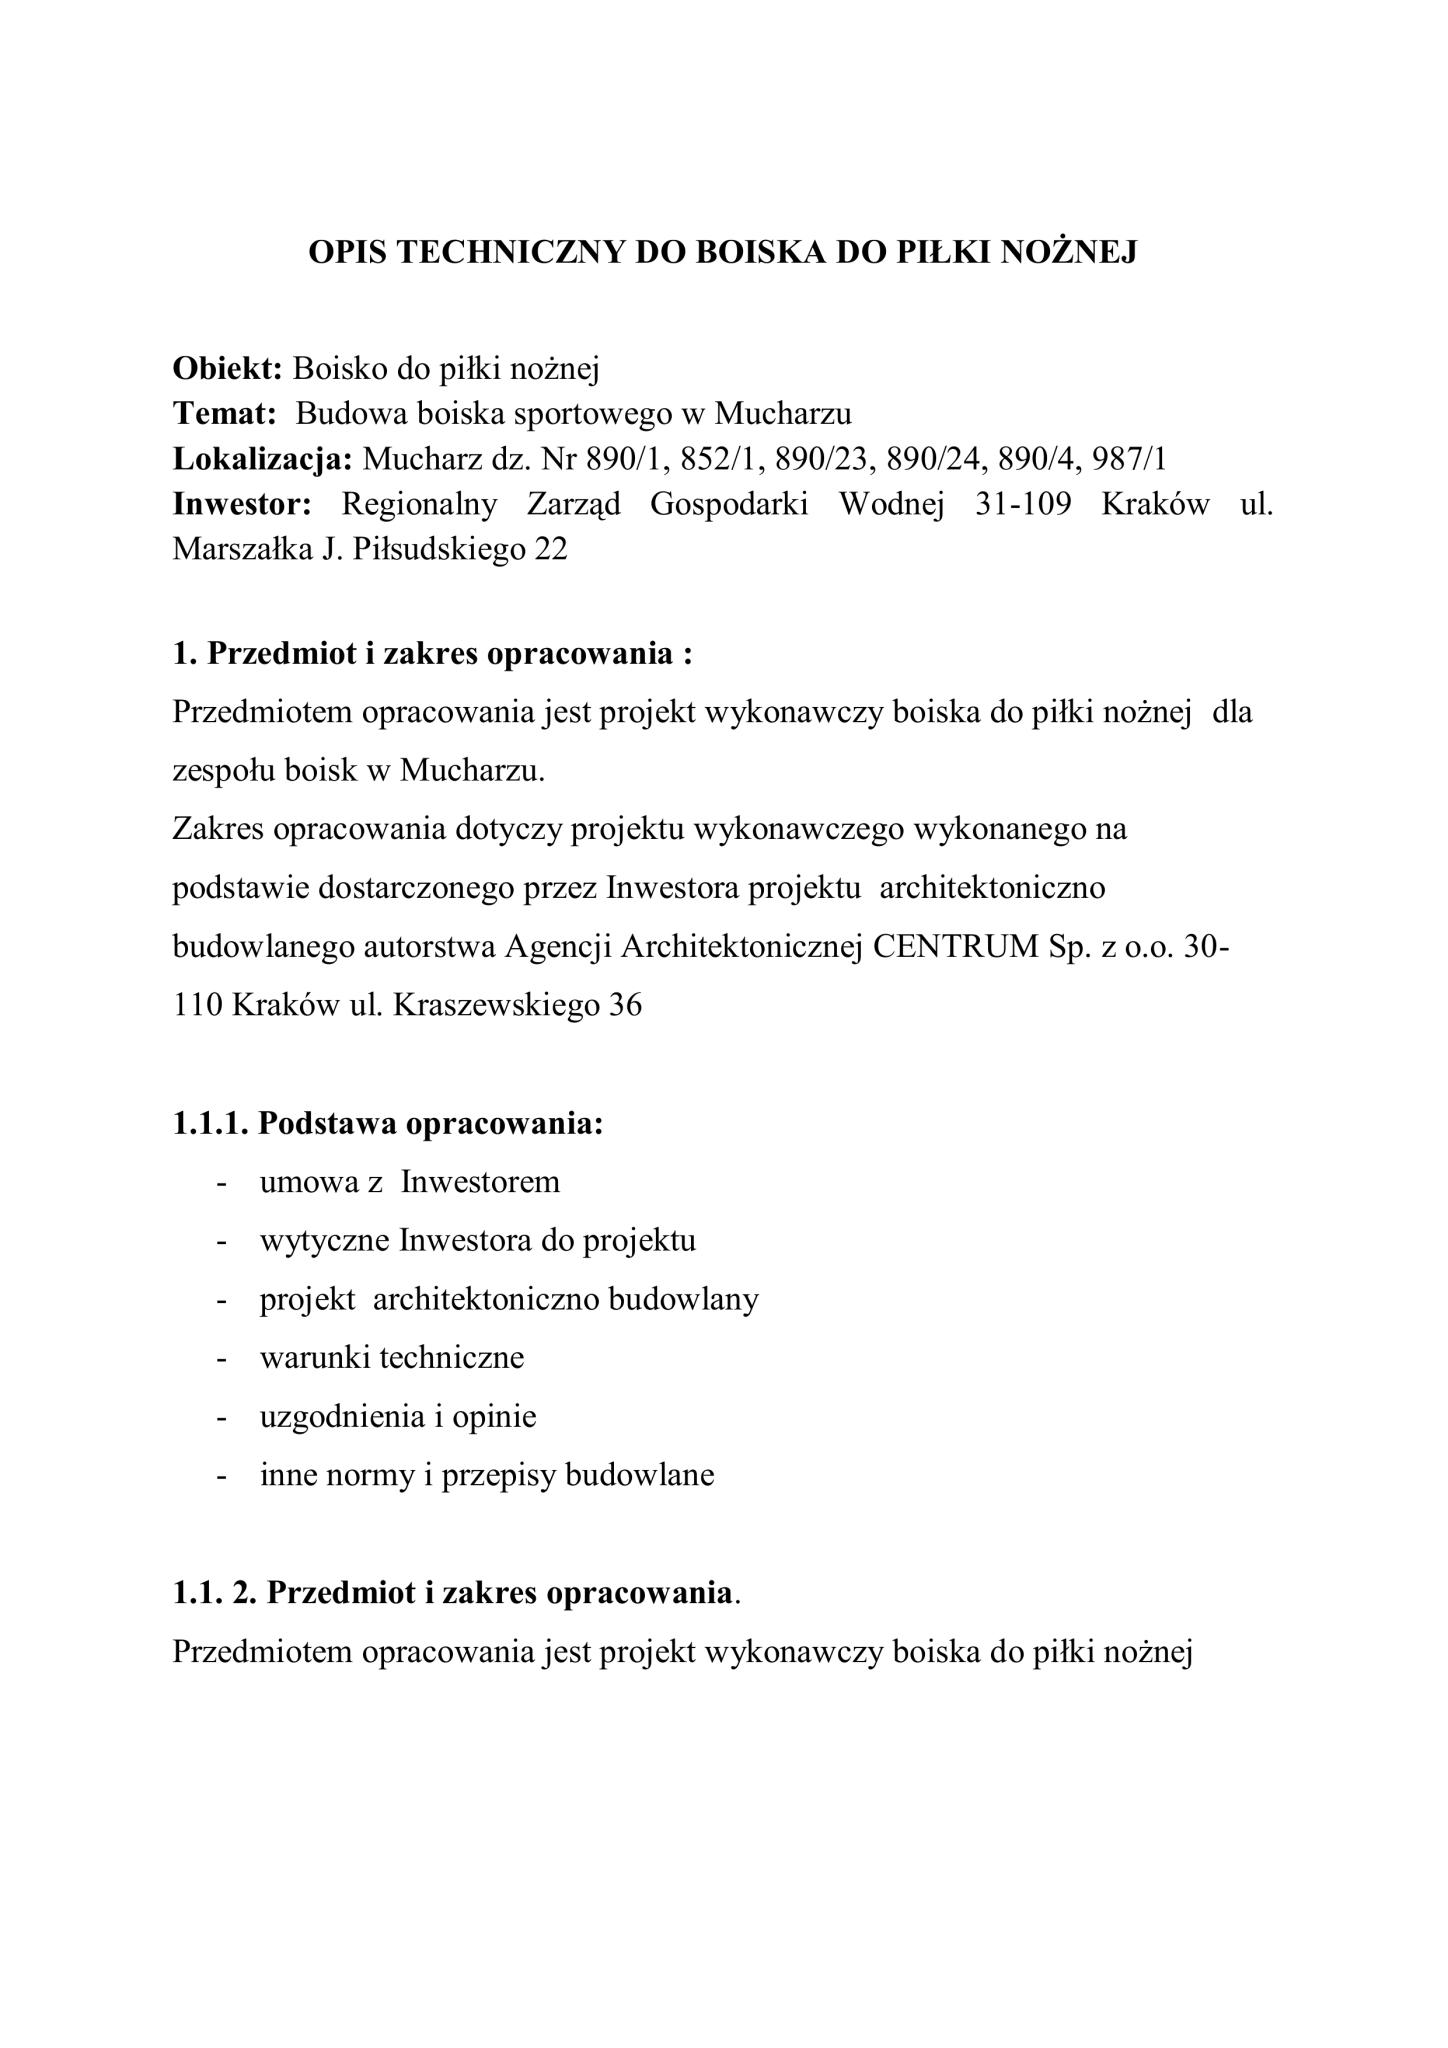 OPIS TECHNICZNY DO BOISKA DO PIŁKI NOŻNEJ
Obiekt: Boisko do piłki nożnej
Temat:  Budowa boiska sportowego w Mucharzu
Lokalizacja: Mucharz dz. Nr 890/1, 852/1, 890/23, 890/24, 890/4, 987/1
Inwestor: Regionalny Zarząd Gospodarki Wodnej 31-109 Kraków ul.
Marszałka J. Piłsudskiego 22
1. Przedmiot i zakres opracowania :
Przedmiotem opracowania jest projekt wykonawczy boiska do piłki nożnej  dla
zespołu boisk w Mucharzu.
Zakres opracowania dotyczy projektu wykonawczego wykonanego na
podstawie dostarczonego przez Inwestora projektu  architektoniczno
budowlanego autorstwa Agencji Architektonicznej CENTRUM Sp. z o.o. 30-
110 Kraków ul. Kraszewskiego 36
1.1.1. Podstawa opracowania:
- umowa z  Inwestorem
- wytyczne Inwestora do projektu
- projekt  architektoniczno budowlany
- warunki techniczne
- uzgodnienia i opinie
- inne normy i przepisy budowlane
1.1. 2. Przedmiot i zakres opracowania.
Przedmiotem opracowania jest projekt wykonawczy boiska do piłki nożnej